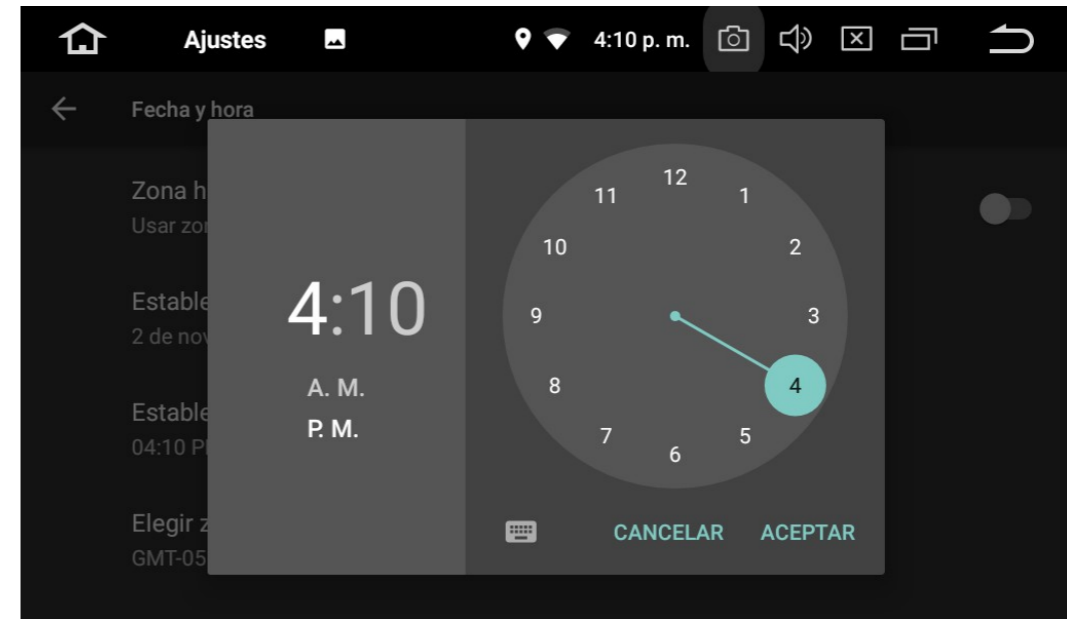 Ajustes 4:10 p. m.
Fecha y hora
Zona h
Usar zor
Estable
2 de nov
Estable
04:10 P
Elegir z
GMT-05
4:10
A. M.
P. M.
12
1
2
3
4
5
6
7
8
9
10
11
CANCELAR ACEPTAR